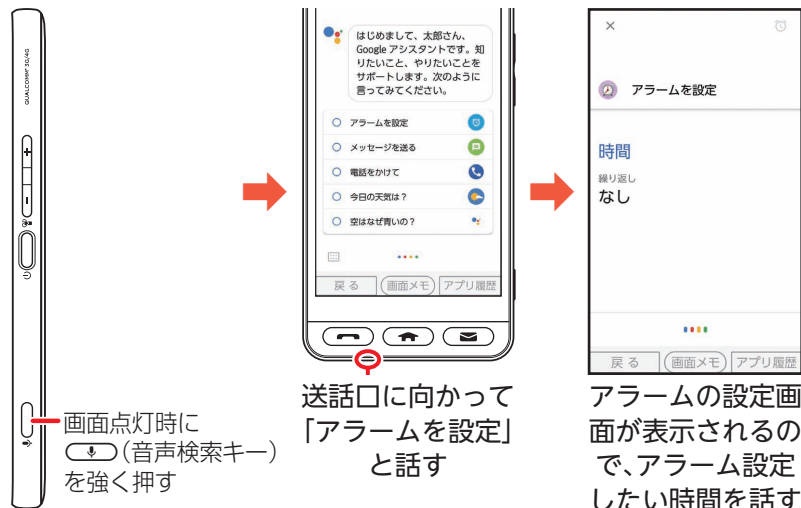 QUALCOMM® 3G/4G
画面点灯時に
(音声検索キー)
を強く押す
はじめまして、太郎さん、
Google アシスタントです。知
りたいこと、やりたいことを
サポートします。次のように
言ってみてください。
アラームを設定
メッセージを送る
電話をかけて
今日の天気は？
空はなぜ青いの？
戻る
画面メモ
アプリ履歴
送話口に向かって
「アラームを設定」
と話す
アラームを設定
時間
繰り返し
なし
戻る
画面メモ
アプリ履歴
アラームの設定画
面が表示されるの
で、アラーム設定
したい時間を話す